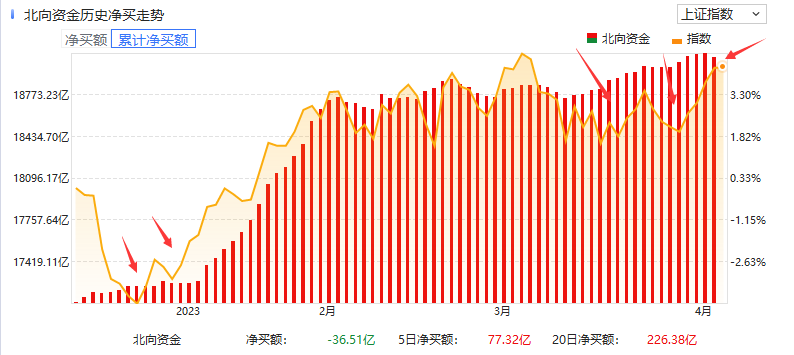 北向资金历史净买走势 上证指数
净买额 累计净买额 北向资金 指数
18773.23亿 3.30%
18434.70亿 1.82%
18096.17亿 0.33%
17757.64亿 -1.15%
17419.11亿 -2.63%
2023 2月 3月 4月
北向资金 净买额： -36.51亿 5日净买额： 77.32亿 20日净买额： 226.38亿